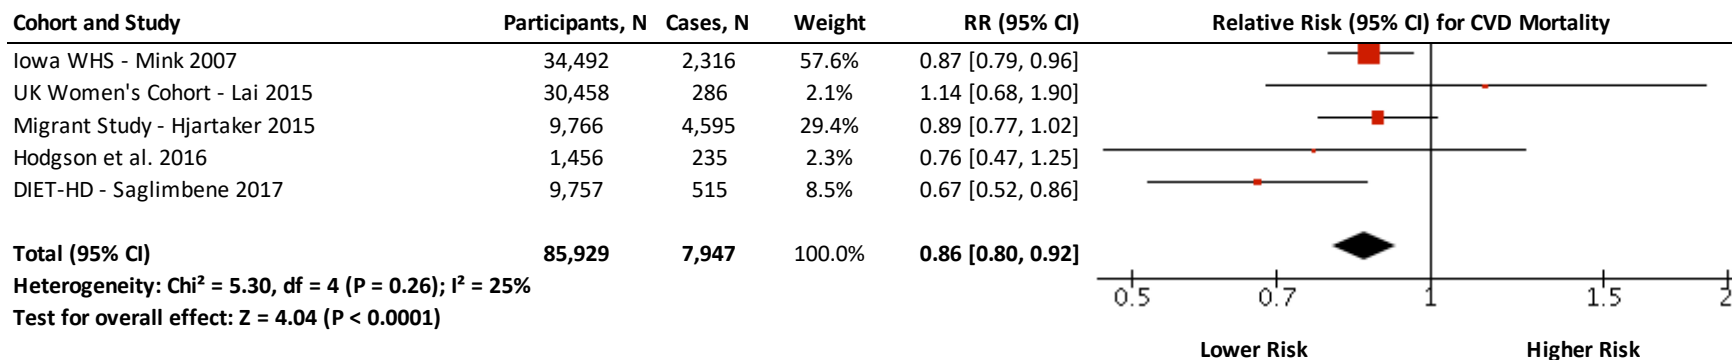 Cohort and Study Participants, N Cases, N Weight RR (95% CI) Relative Risk (95% CI) for CVD Mortality
Iowa WHS - Mink 2007 34,492 2,316 57.6% 0.87 [0.79, 0.96]
UK Women's Cohort - Lai 2015 30,458 286 2.1% 1.14 [0.68, 1.90]
Migrant Study - Hjartaker 2015 9,766 4,595 29.4% 0.89 [0.77, 1.02]
Hodgson et al. 2016 1,456 235 2.3% 0.76 [0.47, 1.25]
DIET-HD - Saglimbene 2017 9,757 515 8.5% 0.67 [0.52, 0.86]
Total (95% CI) 85,929 7,947 100.0% 0.86 [0.80, 0.92]
Heterogeneity: Chi² = 5.30, df = 4 (P = 0.26); I² = 25%
0.5 0.7 1 1.5 2
Test for overall effect: Z = 4.04 (P < 0.0001)
Lower Risk Higher Risk